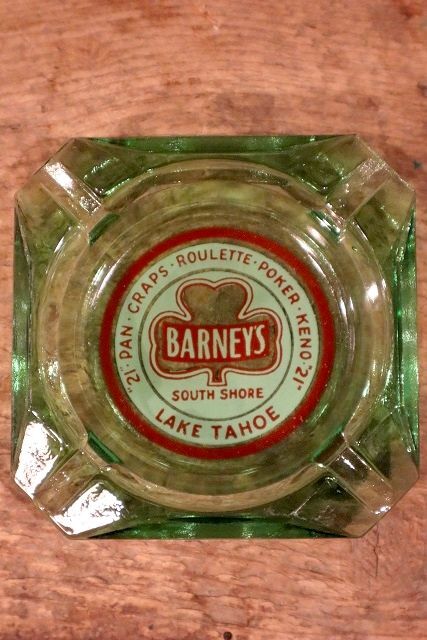 "21" PAN · CRAPS · ROULETTE · POKER · KENO "21"
BARNEY'S
SOUTH SHORE
LAKE TAHOE